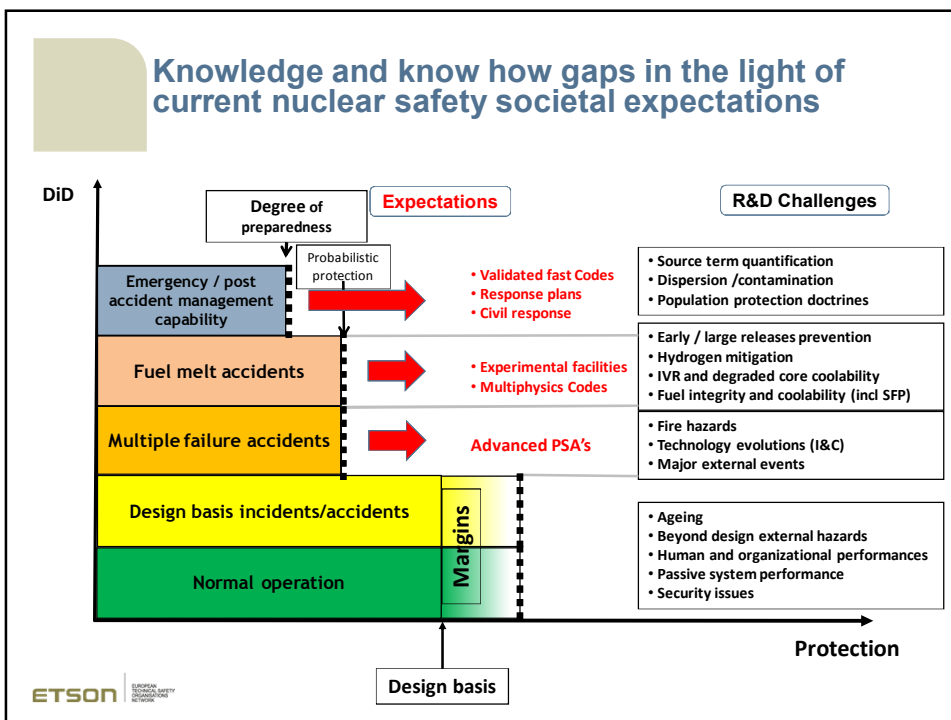 Knowledge and know how gaps in the light of
current nuclear safety societal expectations
DiD
Degree of
preparedness
Expectations
R&D Challenges
Probabilistic
protection
Emergency / post
accident management
capability
• Validated fast Codes
• Response plans
• Civil response
• Source term quantification
• Dispersion /contamination
• Population protection doctrines
Fuel melt accidents
• Experimental facilities
• Multiphysics Codes
• Early / large releases prevention
• Hydrogen mitigation
• IVR and degraded core coolability
• Fuel integrity and coolability (incl SFP)
Multiple failure accidents
Advanced PSA's
• Fire hazards
• Technology evolutions (I&C)
• Major external events
Design basis incidents/accidents
Margins
Normal operation
• Ageing
• Beyond design external hazards
• Human and organizational performances
• Passive system performance
• Security issues
Protection
Design basis
ETSON
EUROPEAN
TECHNICAL SAFETY
ORGANISATIONS
NETWORK